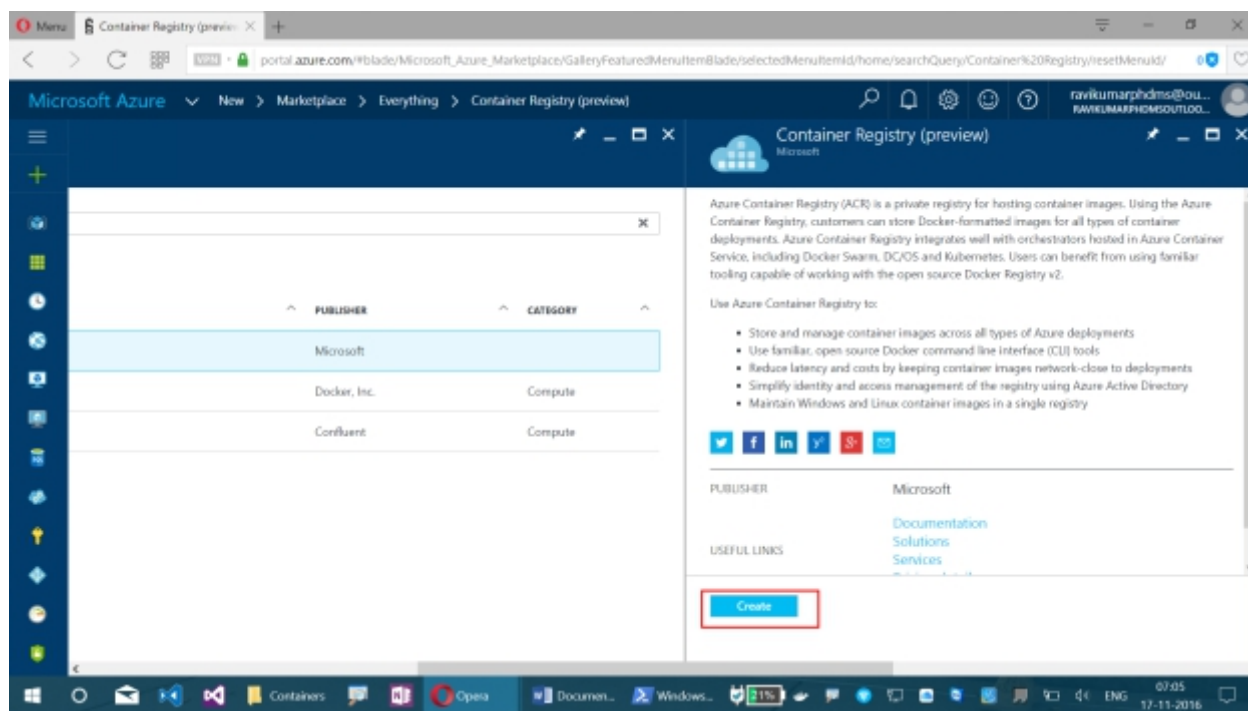 Menu
Container Registry (previe
VPN
portal.azure.com/#blade/Microsoft_Azure_Marketplace/GalleryFeaturedMenuItemBlade/selectedMenuItemId/home/searchQuery/Container%20Registry/resetMenuId/
0
Microsoft Azure New > Marketplace > Everything > Container Registry (preview)
ravikumarphdms@ou...
RAVIKUMARPHDMSOUTLOO...
Container Registry (preview)
Microsoft
Azure Container Registry (ACR) is a private registry for hosting container images. Using the Azure
Container Registry, customers can store Docker-formatted images for all types of container
deployments. Azure Container Registry integrates well with orchestrators hosted in Azure Container
Service, including Docker Swarm, DC/OS and Kubernetes. Users can benefit from using familiar
tooling capable of working with the open source Docker Registry v2.
Use Azure Container Registry to:
Store and manage container images across all types of Azure deployments
Use familiar, open source Docker command line interface (CLI) tools
Reduce latency and costs by keeping container images network-close to deployments
Simplify identity and access management of the registry using Azure Active Directory
Maintain Windows and Linux container images in a single registry
PUBLISHER CATEGORY
Microsoft
Docker, Inc. Compute
Confluent Compute
PUBLISHER Microsoft
USEFUL LINKS
Documentation
Solutions
Services
Create
Containers
Opera
Documen...
Windows...
21%
ENG
07:05
17-11-2016